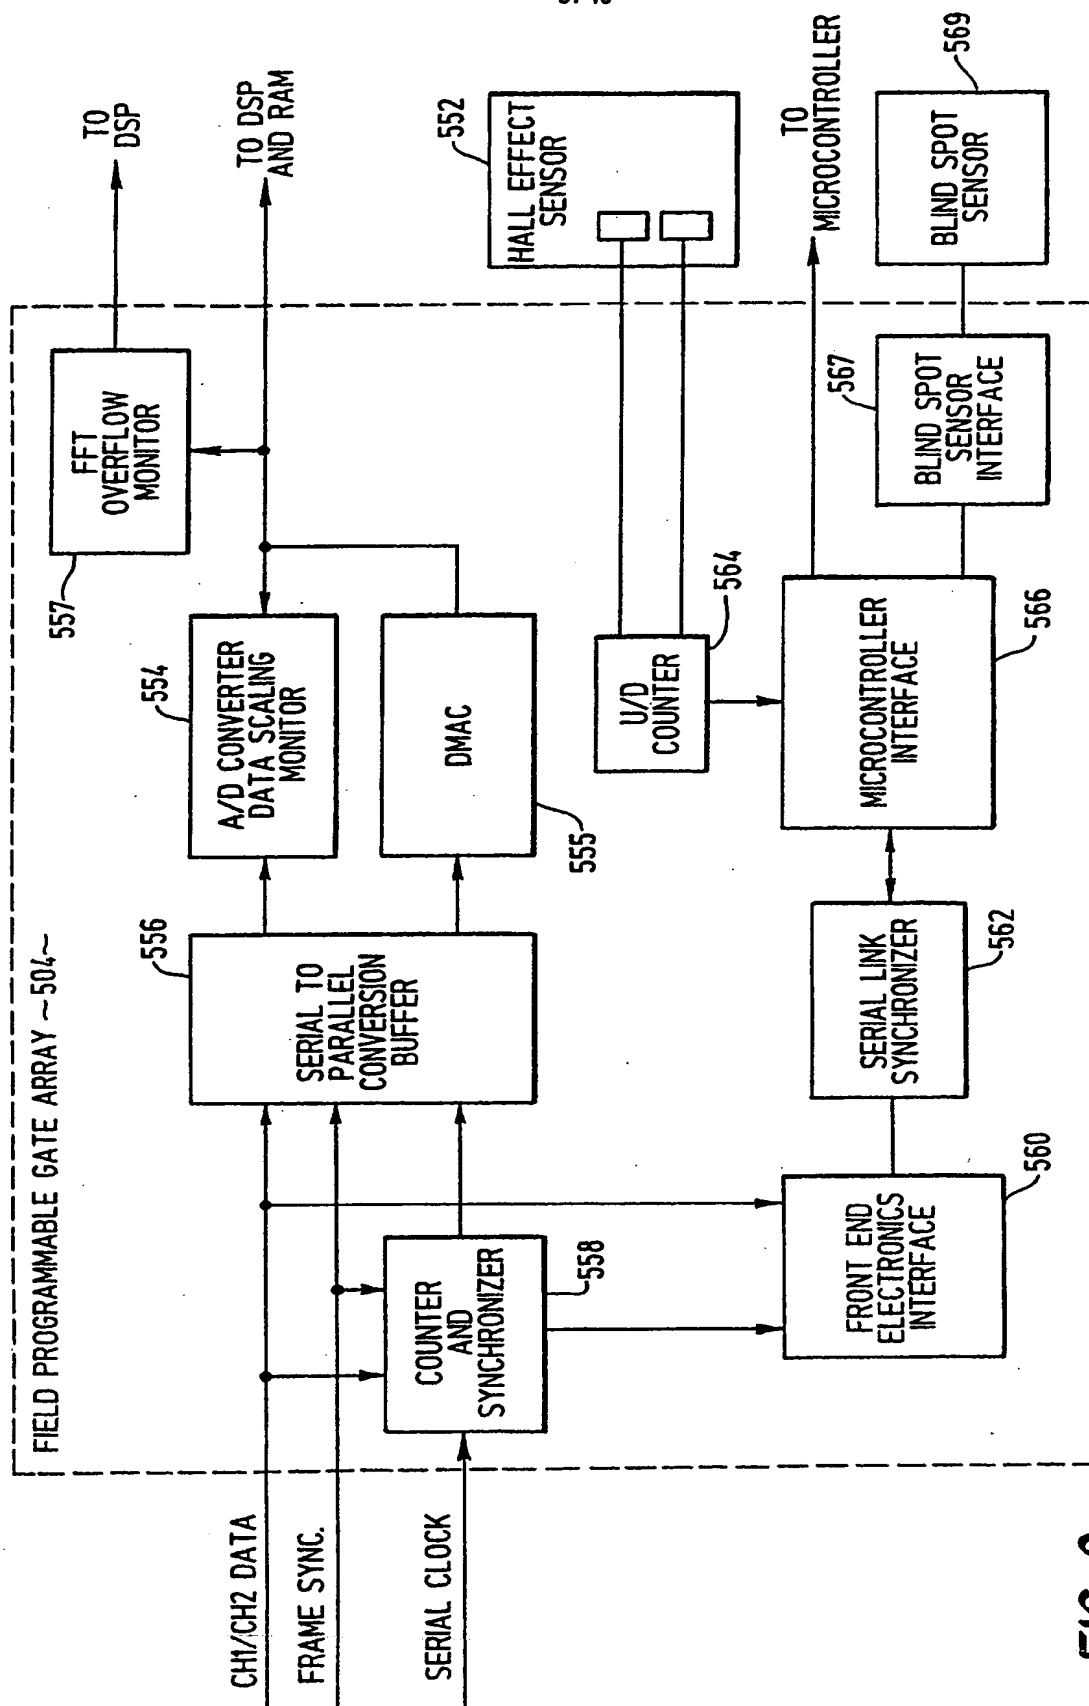 FIELD PROGRAMMABLE GATE ARRAY ~504~
CH1/CH2 DATA
FRAME SYNC.
SERIAL CLOCK
COUNTER
AND
SYNCHRONIZER
558
SERIAL TO
PARALLEL
CONVERSION
BUFFER
556
A/D CONVERTER
DATA SCALING
MONITOR
554
DMAC
555
FFT
OVERFLOW
MONITOR
557
TO
DSP
TO DSP
AND RAM
HALL EFFECT
SENSOR
552
U/D
COUNTER
564
FRONT END
ELECTRONICS
INTERFACE
560
SERIAL LINK
SYNCHRONIZER
562
MICROCONTROLLER
INTERFACE
566
TO
MICROCONTROLLER
BLIND SPOT
SENSOR
INTERFACE
567
BLIND SPOT
SENSOR
569